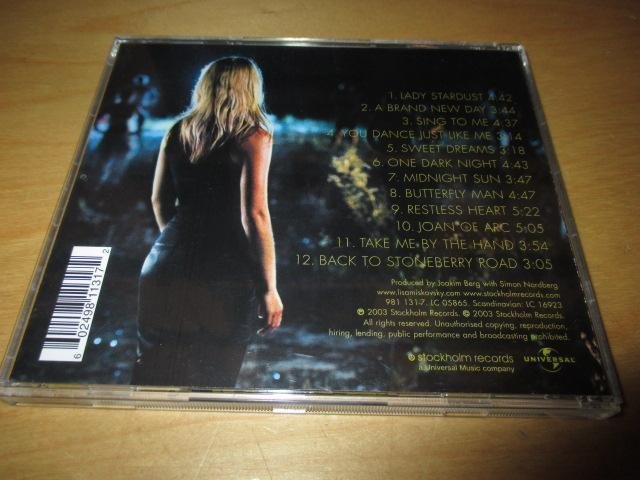 1. LADY STARDUST 4:42
2. A BRAND NEW DAY 3:44
3. SING TO ME 4:37
4. YOU DANCE JUST LIKE ME 3:14
5. SWEET DREAMS 3:18
6. ONE DARK NIGHT 4:43
7. MIDNIGHT SUN 3:47
8. BUTTERFLY MAN 4:47
9. RESTLESS HEART 5:22
10. JOAN OF ARC 5:05
11. TAKE ME BY THE HAND 3:54
12. BACK TO STONEBERRY ROAD 3:05
Produced by Joakim Berg with Simon Nordberg
www.lisamiskovsky.com www.stockholmrecords.com
981 131-7. LC 05865. Scandinavian: LC 16923
℗ 2003 Stockholm Records. © 2003 Stockholm Records.
All rights reserved. Unauthorised copying, reproduction,
hiring, lending, public performance and broadcasting prohibited.
stockholm records
a Universal Music company
UNIVERSAL
6 02498 11317 2